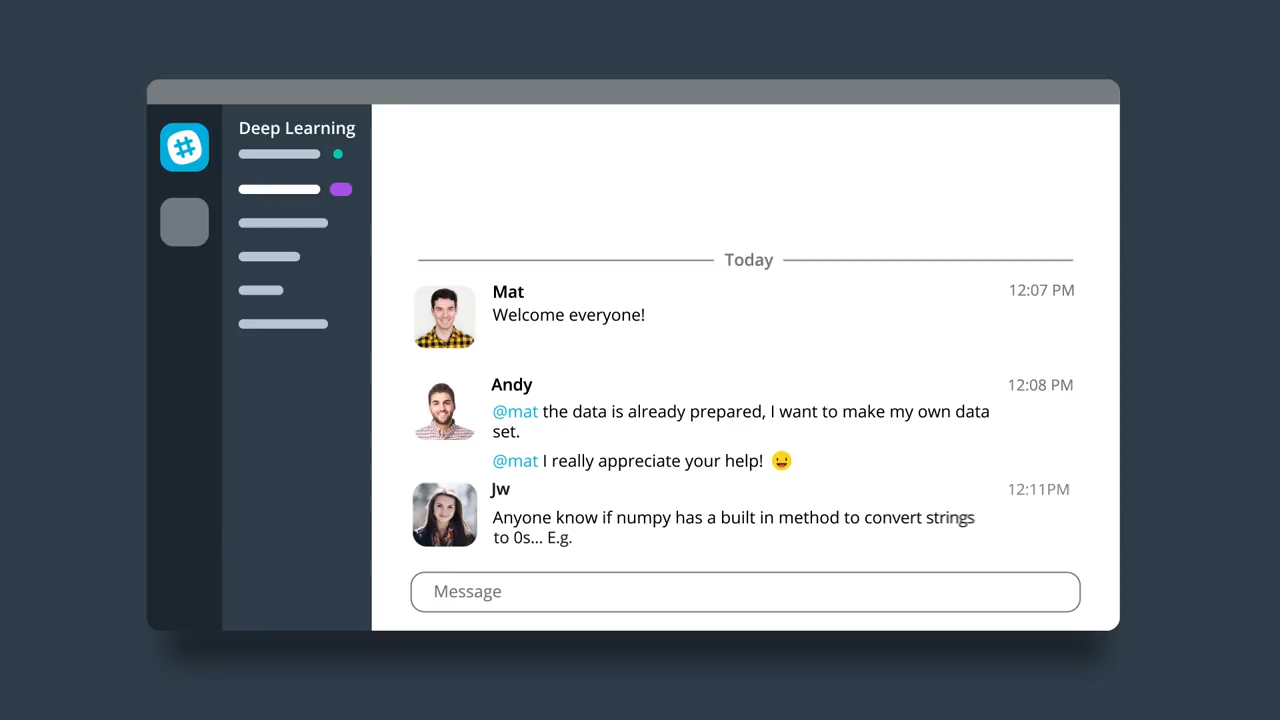 Deep Learning
Today
Mat
12:07 PM
Welcome everyone!
Andy
12:08 PM
@mat the data is already prepared, I want to make my own data
set.
@mat I really appreciate your help!
Jw
12:11PM
Anyone know if numpy has a built in method to convert strings
to 0s... E.g.
Message